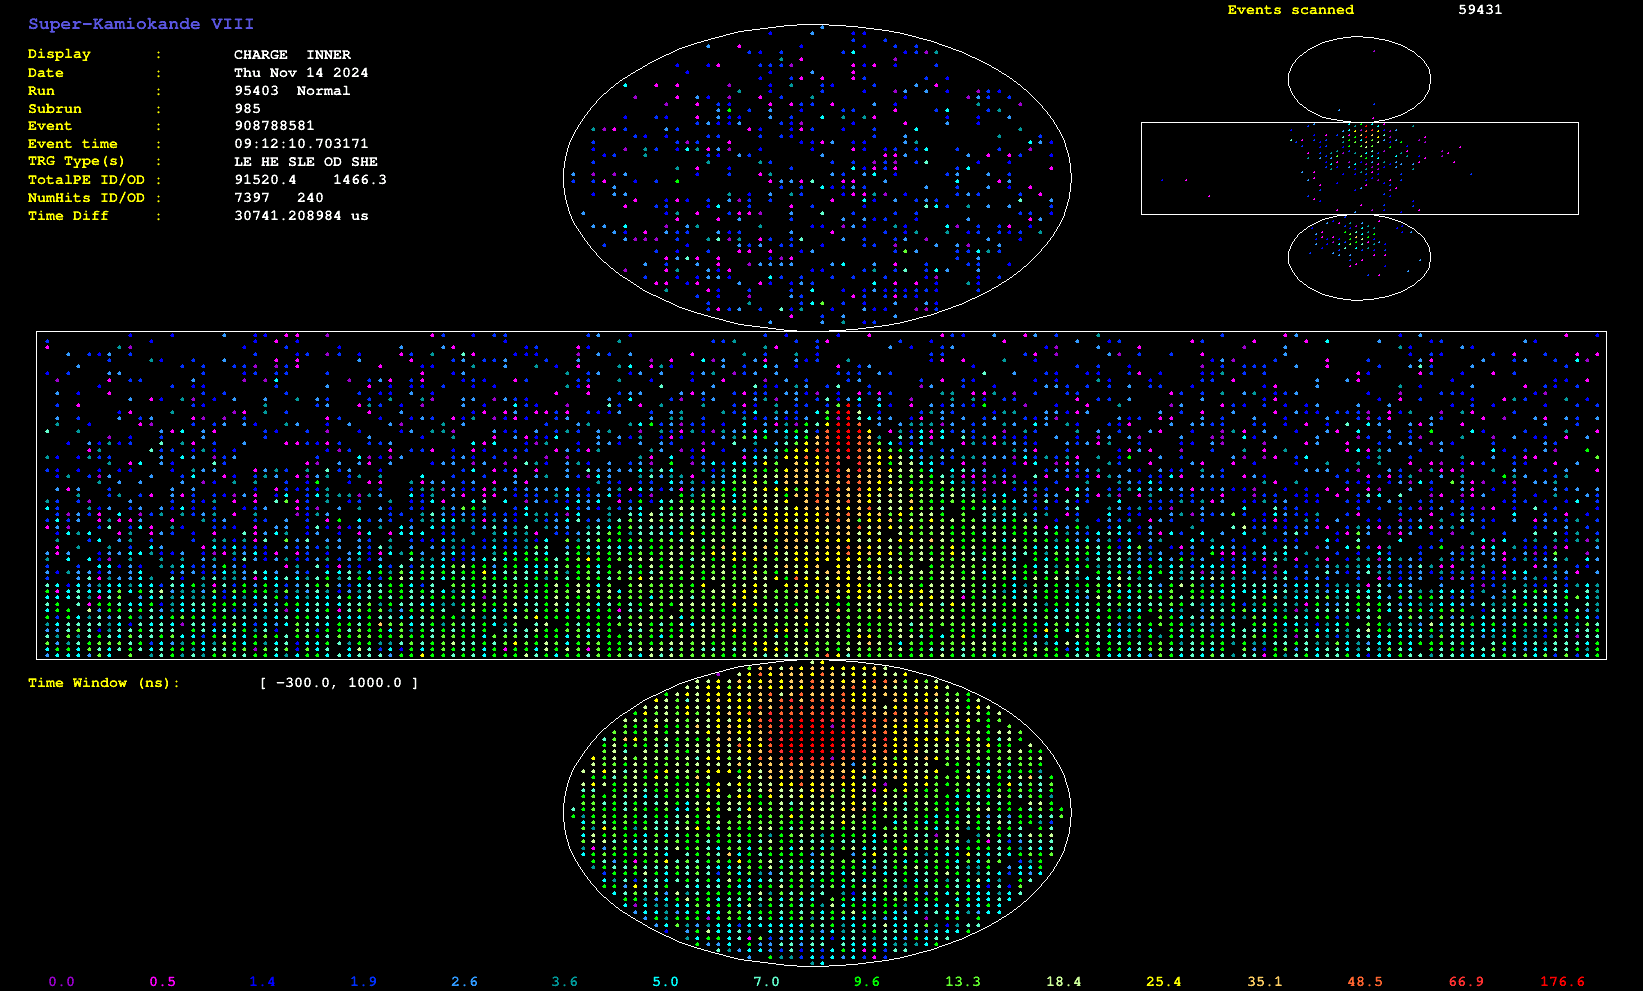 Super-Kamiokande VIII
Events scanned 59431
Display : CHARGE INNER
Date : Thu Nov 14 2024
Run : 95403 Normal
Subrun : 985
Event : 908788581
Event time : 09:12:10.703171
TRG Type(s) : LE HE SLE OD SHE
TotalPE ID/OD : 91520.4 1466.3
NumHits ID/OD : 7397 240
Time Diff : 30741.208984 us
Time Window (ns): [ -300.0, 1000.0 ]
0.0 0.5 1.4 1.9 2.6 3.6 5.0 7.0 9.6 13.3 18.4 25.4 35.1 48.5 66.9 176.6